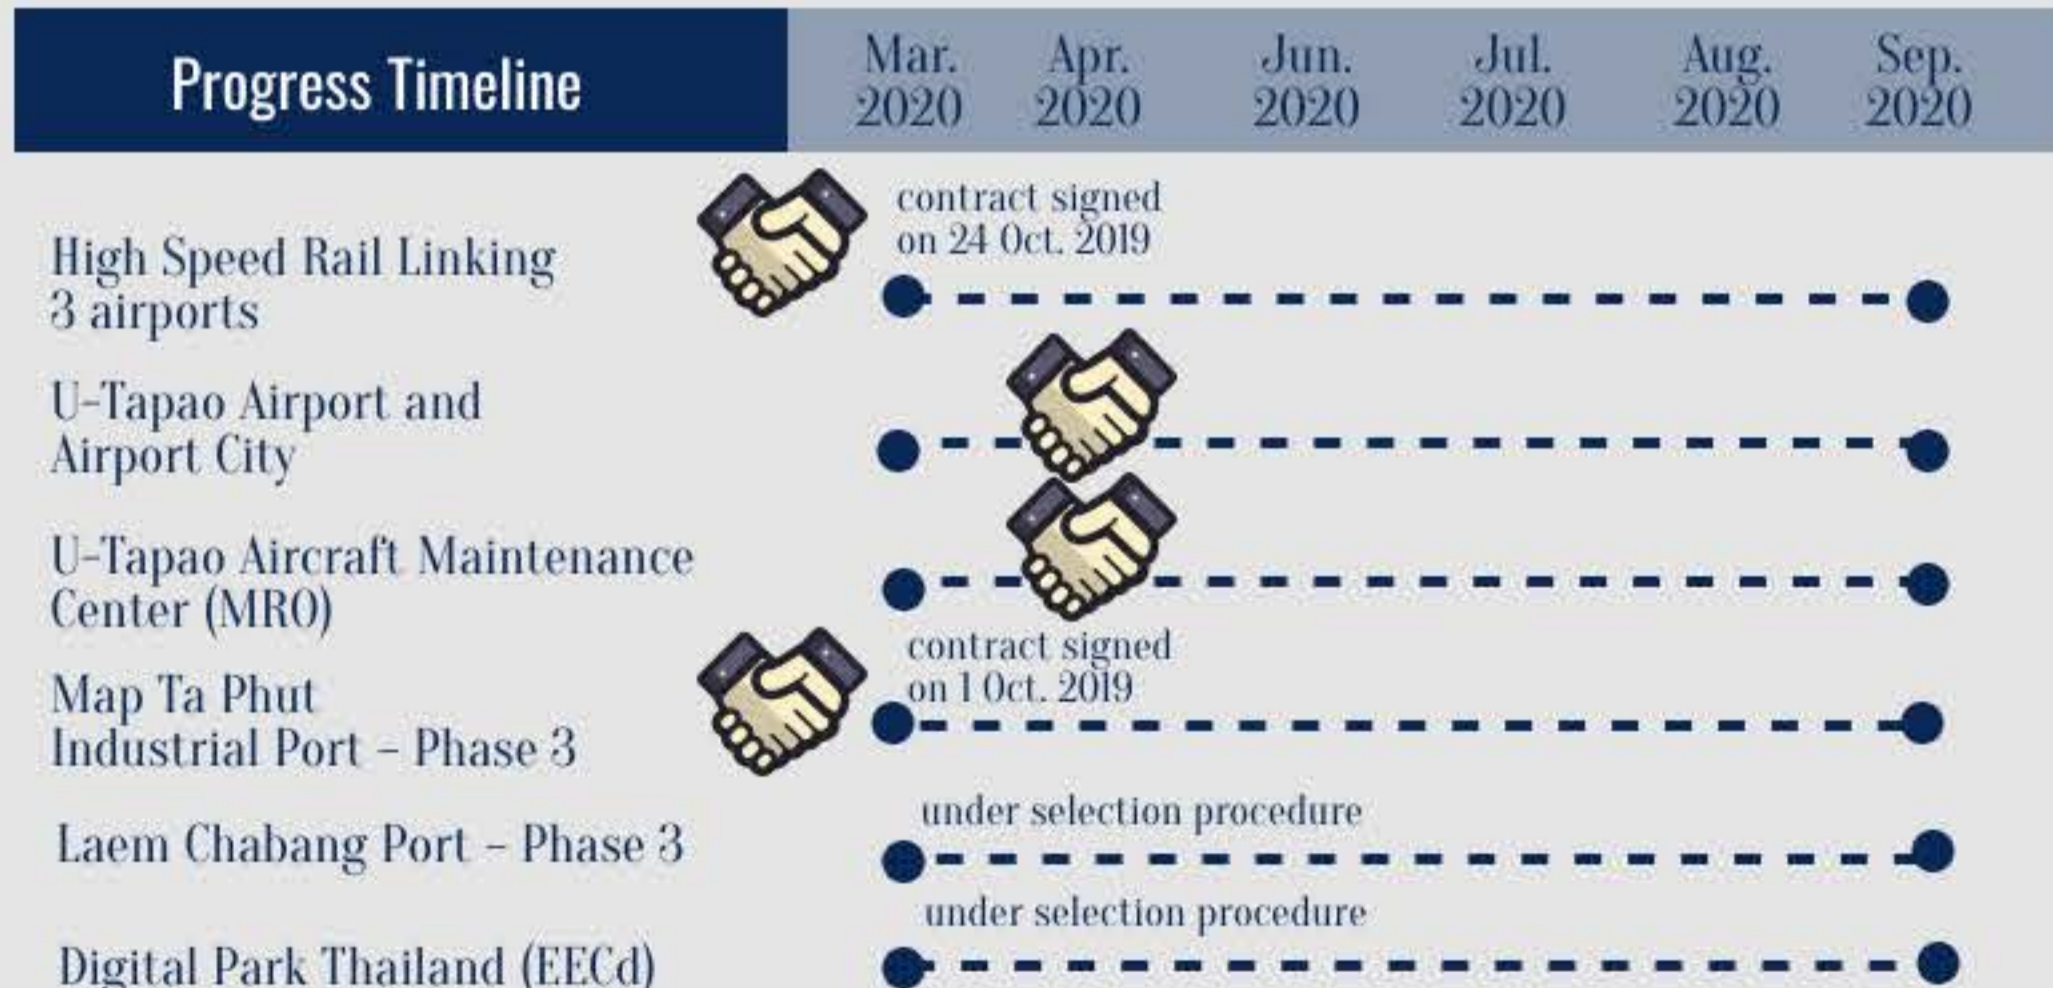 Progress Timeline
Mar. 2020
Apr. 2020
Jun. 2020
Jul. 2020
Aug. 2020
Sep. 2020
High Speed Rail Linking
3 airports
contract signed
on 24 Oct. 2019
U-Tapao Airport and
Airport City
U-Tapao Aircraft Maintenance
Center (MRO)
Map Ta Phut
Industrial Port – Phase 3
contract signed
on 1 Oct. 2019
Laem Chabang Port – Phase 3
under selection procedure
Digital Park Thailand (EECd)
under selection procedure